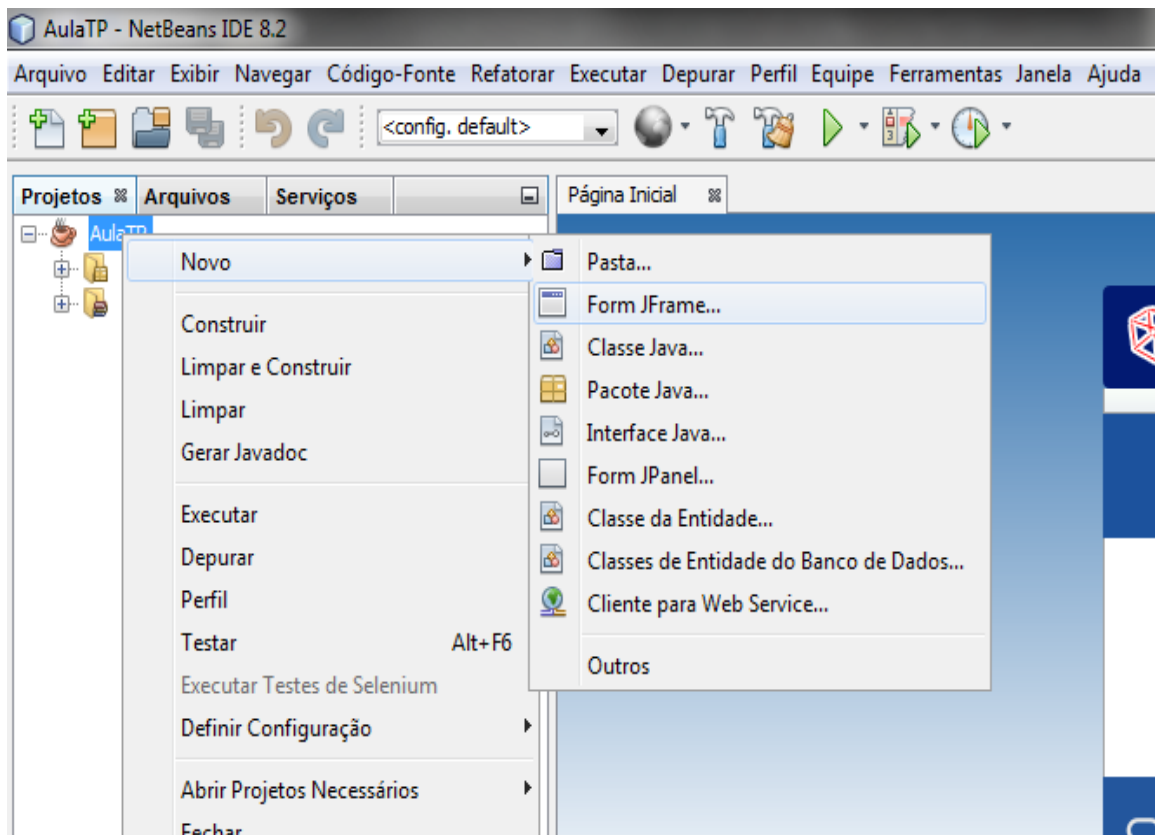 AulaTP - NetBeans IDE 8.2
Arquivo Editar Exibir Navegar Código-Fonte Refatorar Executar Depurar Perfil Equipe Ferramentas Janela Ajuda
<config. default>
Projetos Arquivos Serviços Página Inicial
AulaTP
Novo
Construir
Limpar e Construir
Limpar
Gerar Javadoc
Executar
Depurar
Perfil
Testar Alt+F6
Executar Testes de Selenium
Definir Configuração
Abrir Projetos Necessários
Fechar
Pasta...
Form JFrame...
Classe Java...
Pacote Java...
Interface Java...
Form JPanel...
Classe da Entidade...
Classes de Entidade do Banco de Dados...
Cliente para Web Service...
Outros